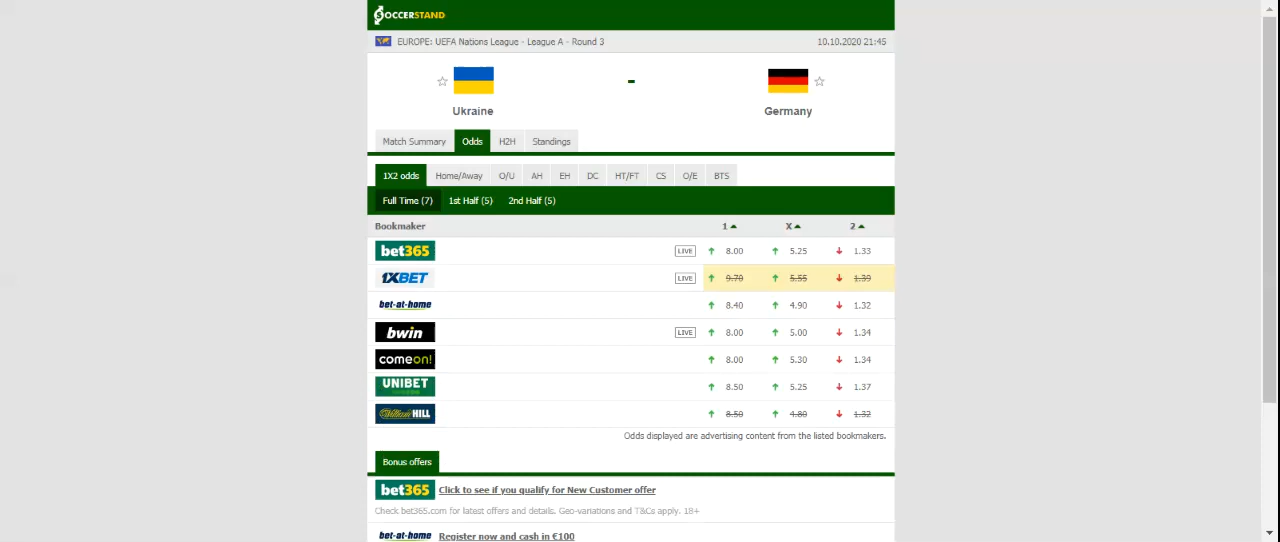 SOCCERSTAND
EUROPE: UEFA Nations League - League A - Round 3 10.10.2020 21:45
-
Ukraine Germany
Match Summary Odds H2H Standings
1X2 odds Home/Away O/U AH EH DC HT/FT CS O/E BTS
Full Time (7) 1st Half (5) 2nd Half (5)
Bookmaker 1 X 2
bet365 LIVE 8.00 5.25 1.33
1XBET LIVE 9.70 5.55 1.39
bet-at-home 8.40 4.90 1.32
bwin LIVE 8.00 5.00 1.34
comeon! 8.00 5.30 1.34
UNIBET 8.50 5.25 1.37
William HILL 8.50 4.80 1.32
Odds displayed are advertising content from the listed bookmakers.
Bonus offers
bet365 Click to see if you qualify for New Customer offer
Check bet365.com for latest offers and details. Geo-variations and T&Cs apply. 18+
bet-at-home Register now and cash in €100